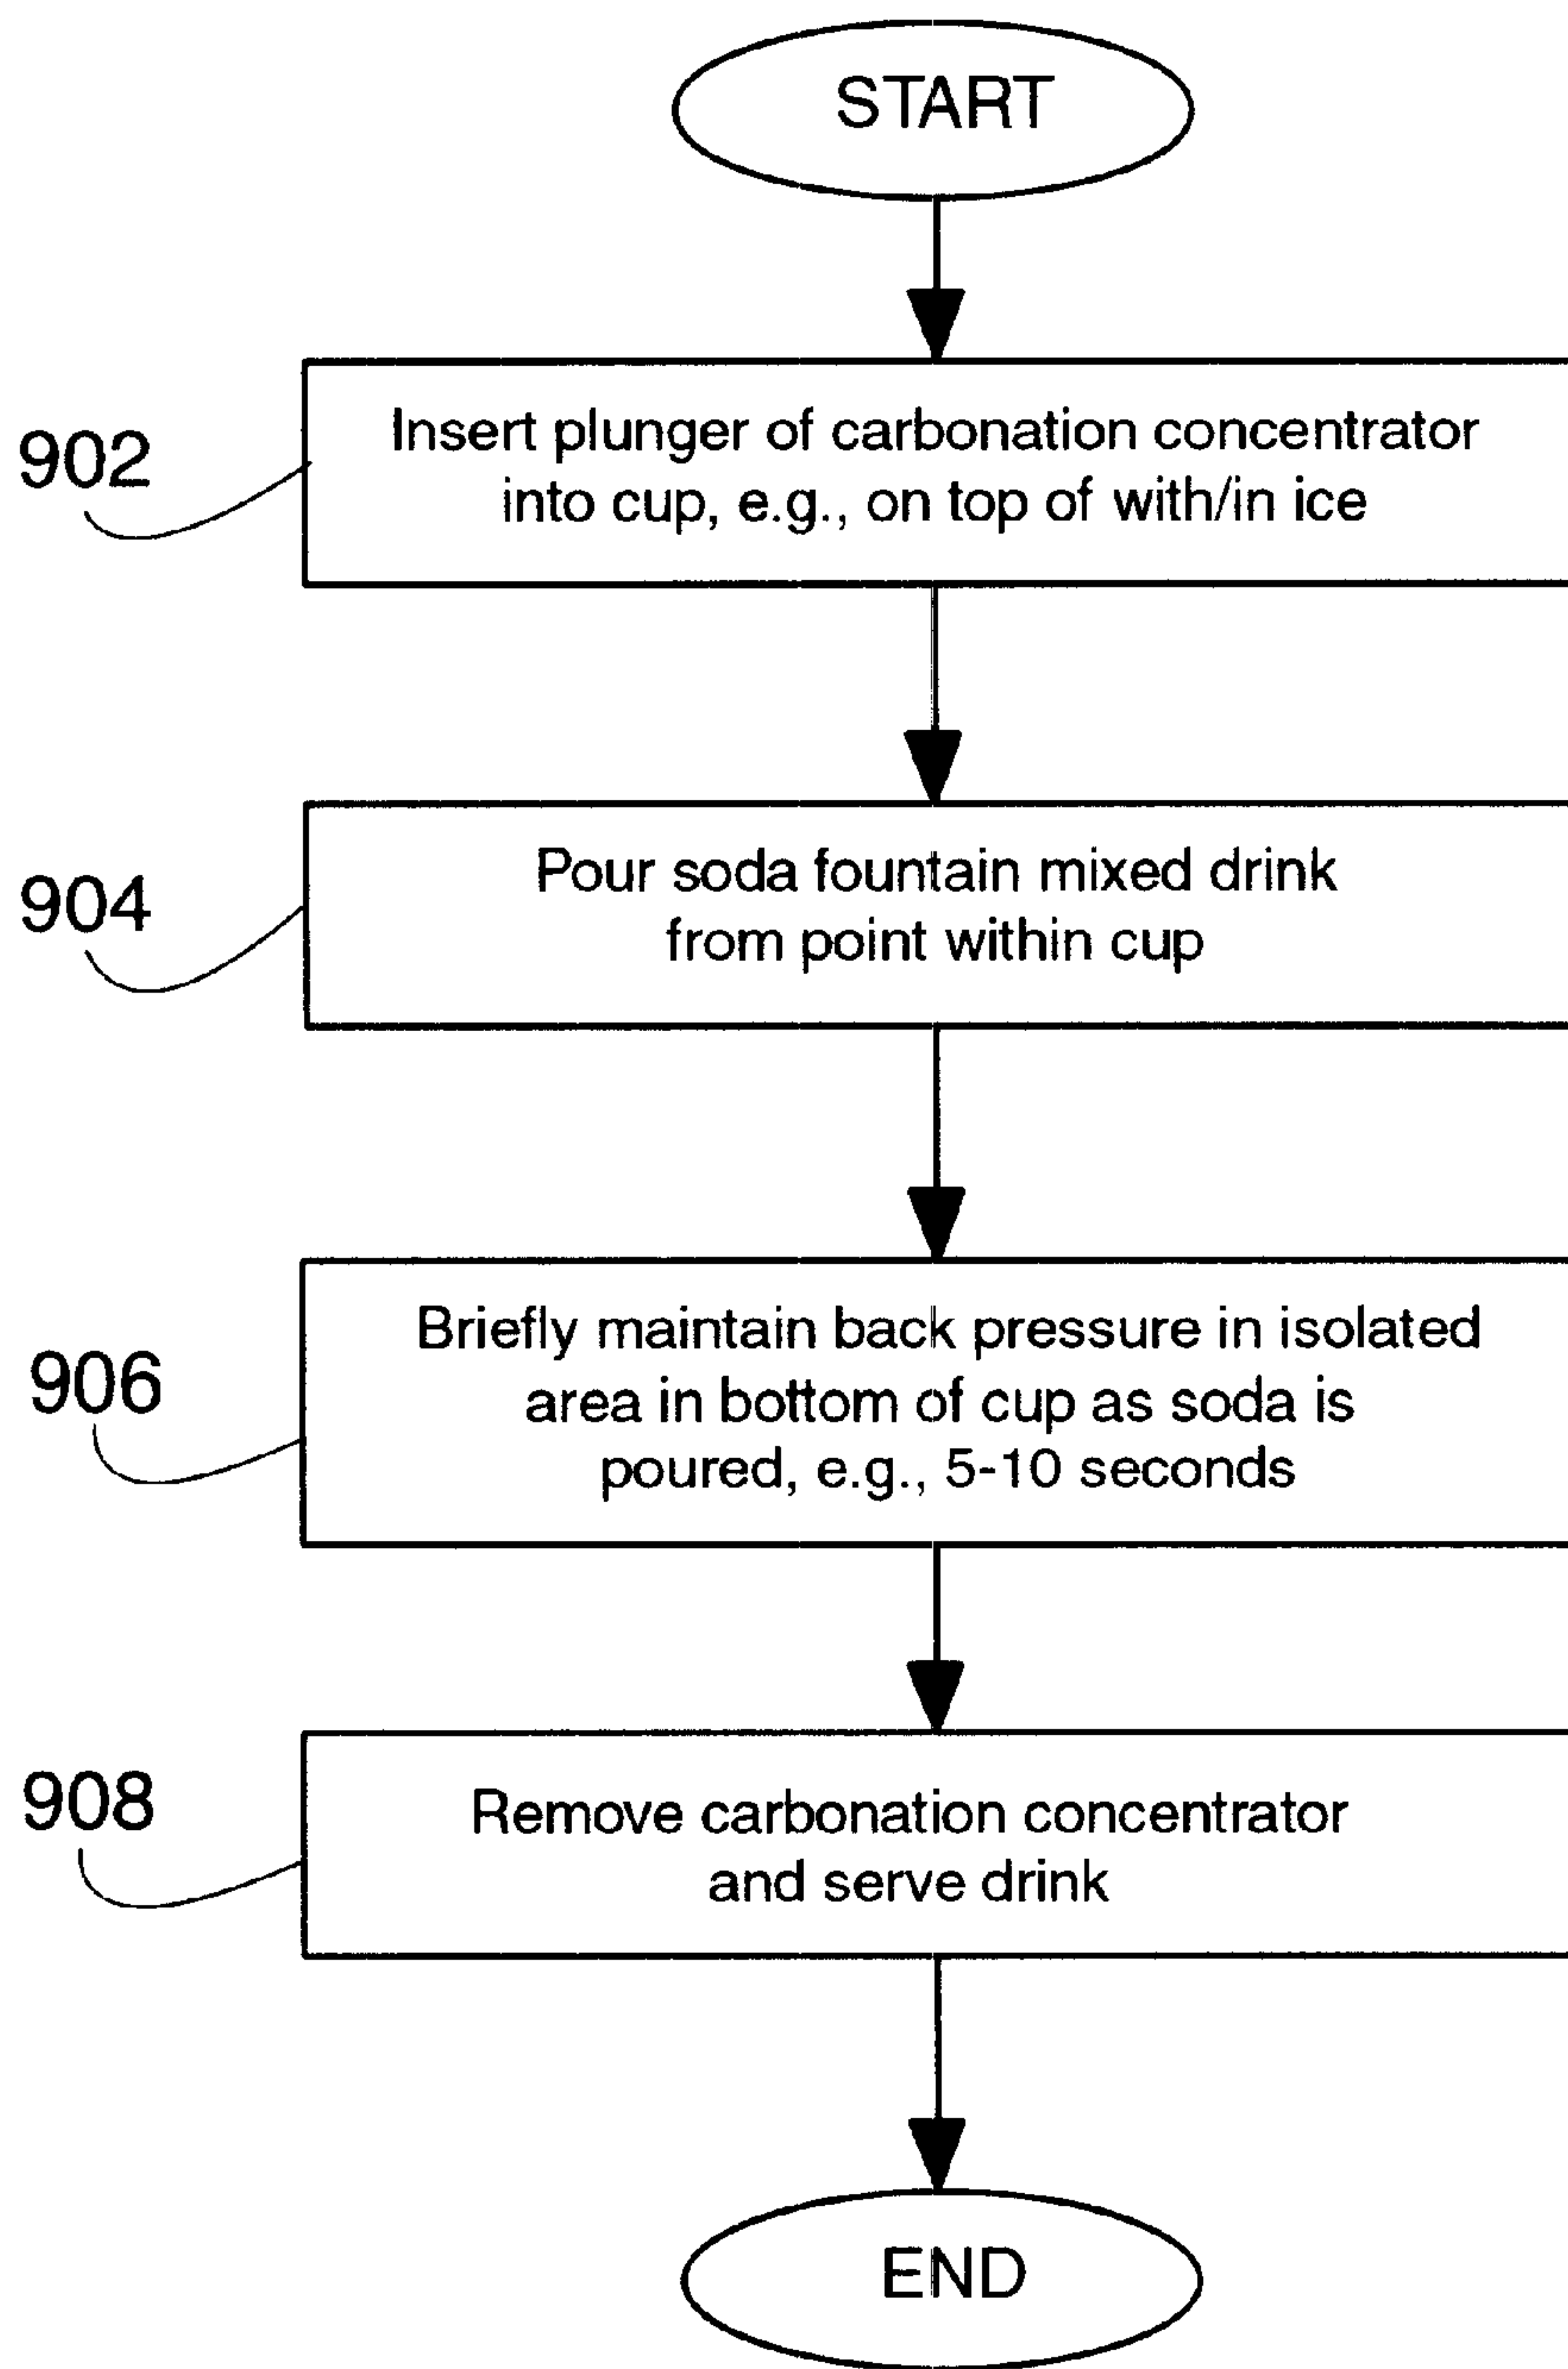 START
902
Insert plunger of carbonation concentrator
into cup, e.g., on top of with/in ice
904
Pour soda fountain mixed drink
from point within cup
906
Briefly maintain back pressure in isolated
area in bottom of cup as soda is
poured, e.g., 5-10 seconds
908
Remove carbonation concentrator
and serve drink
END